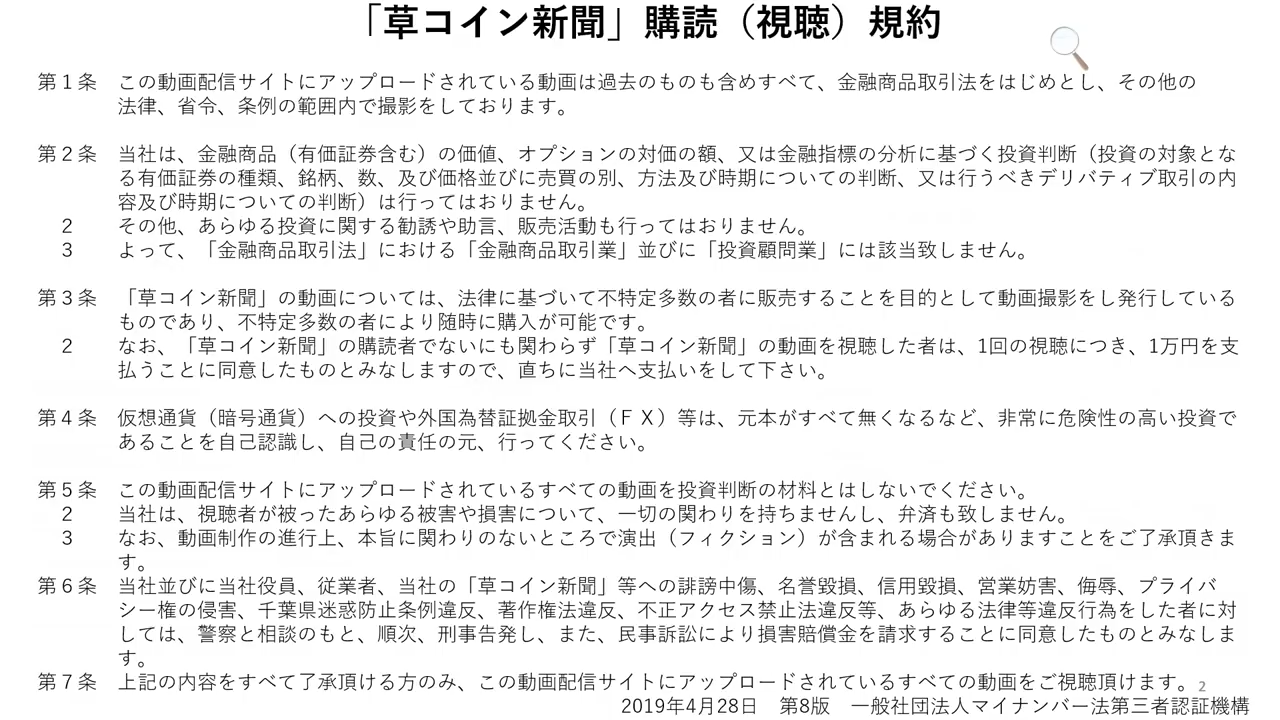 「草コイン新聞」購読（視聴）規約
第１条　この動画配信サイトにアップロードされている動画は過去のものも含めすべて、金融商品取引法をはじめとし、その他の
法律、省令、条例の範囲内で撮影をしております。
第２条　当社は、金融商品（有価証券含む）の価値、オプションの対価の額、又は金融指標の分析に基づく投資判断（投資の対象とな
る有価証券の種類、銘柄、数、及び価格並びに売買の別、方法及び時期についての判断、又は行うべきデリバティブ取引の内
容及び時期についての判断）は行ってはおりません。
2　その他、あらゆる投資に関する勧誘や助言、販売活動も行ってはおりません。
3　よって、「金融商品取引法」における「金融商品取引業」並びに「投資顧問業」には該当致しません。
第３条　「草コイン新聞」の動画については、法律に基づいて不特定多数の者に販売することを目的として動画撮影をし発行している
ものであり、不特定多数の者により随時に購入が可能です。
2　なお、「草コイン新聞」の購読者でないにも関わらず「草コイン新聞」の動画を視聴した者は、1回の視聴につき、1万円を支
払うことに同意したものとみなしますので、直ちに当社へ支払いをして下さい。
第４条　仮想通貨（暗号通貨）への投資や外国為替証拠金取引（ＦＸ）等は、元本がすべて無くなるなど、非常に危険性の高い投資で
あることを自己認識し、自己の責任の元、行ってください。
第５条　この動画配信サイトにアップロードされているすべての動画を投資判断の材料とはしないでください。
2　当社は、視聴者が被ったあらゆる被害や損害について、一切の関わりを持ちませんし、弁済も致しません。
3　なお、動画制作の進行上、本旨に関わりのないところで演出（フィクション）が含まれる場合がありますことをご了承頂きま
す。
第６条　当社並びに当社役員、従業者、当社の「草コイン新聞」等への誹謗中傷、名誉毀損、信用毀損、営業妨害、侮辱、プライバ
シー権の侵害、千葉県迷惑防止条例違反、著作権法違反、不正アクセス禁止法違反等、あらゆる法律等違反行為をした者に対
しては、警察と相談のもと、順次、刑事告発し、また、民事訴訟により損害賠償金を請求することに同意したものとみなしま
す。
第７条　上記の内容をすべて了承頂ける方のみ、この動画配信サイトにアップロードされているすべての動画をご視聴頂けます。 2
2019年4月28日　第8版　一般社団法人マイナンバー法第三者認証機構